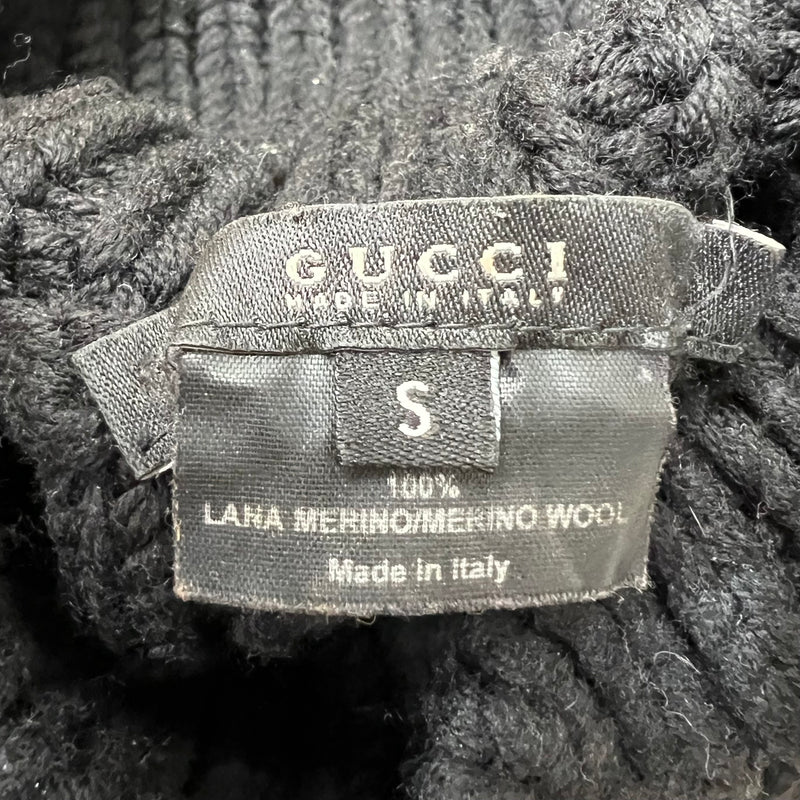 GUCCI
MADE IN ITALY
S
100%
LANA MERINO/MERINO WOOL
Made in Italy